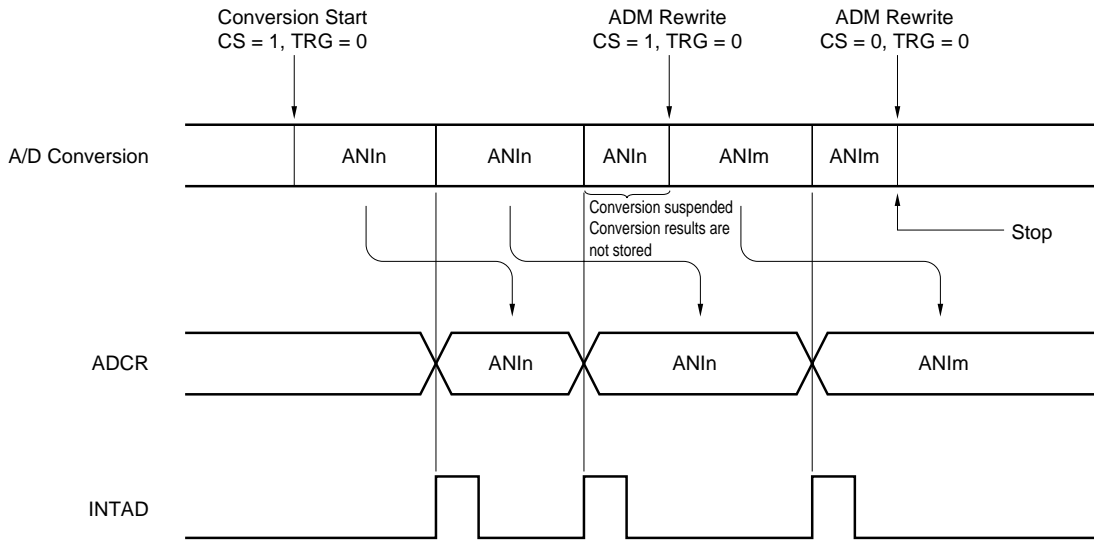 Conversion Start
CS = 1, TRG = 0
ADM Rewrite
CS = 1, TRG = 0
ADM Rewrite
CS = 0, TRG = 0
A/D Conversion
ANIn
ANIn
ANIn
ANIm
ANIm
Conversion suspended
Conversion results are
not stored
Stop
ADCR
ANIn
ANIn
ANIm
INTAD